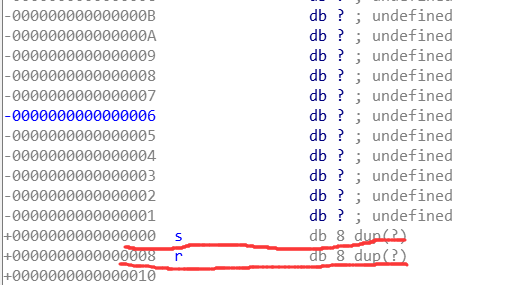 -000000000000000B db ? ; undefined
-000000000000000A db ? ; undefined
-0000000000000009 db ? ; undefined
-0000000000000008 db ? ; undefined
-0000000000000007 db ? ; undefined
-0000000000000006 db ? ; undefined
-0000000000000005 db ? ; undefined
-0000000000000004 db ? ; undefined
-0000000000000003 db ? ; undefined
-0000000000000002 db ? ; undefined
-0000000000000001 db ? ; undefined
+0000000000000000 s db 8 dup(?)
+0000000000000008 r db 8 dup(?)
+0000000000000010